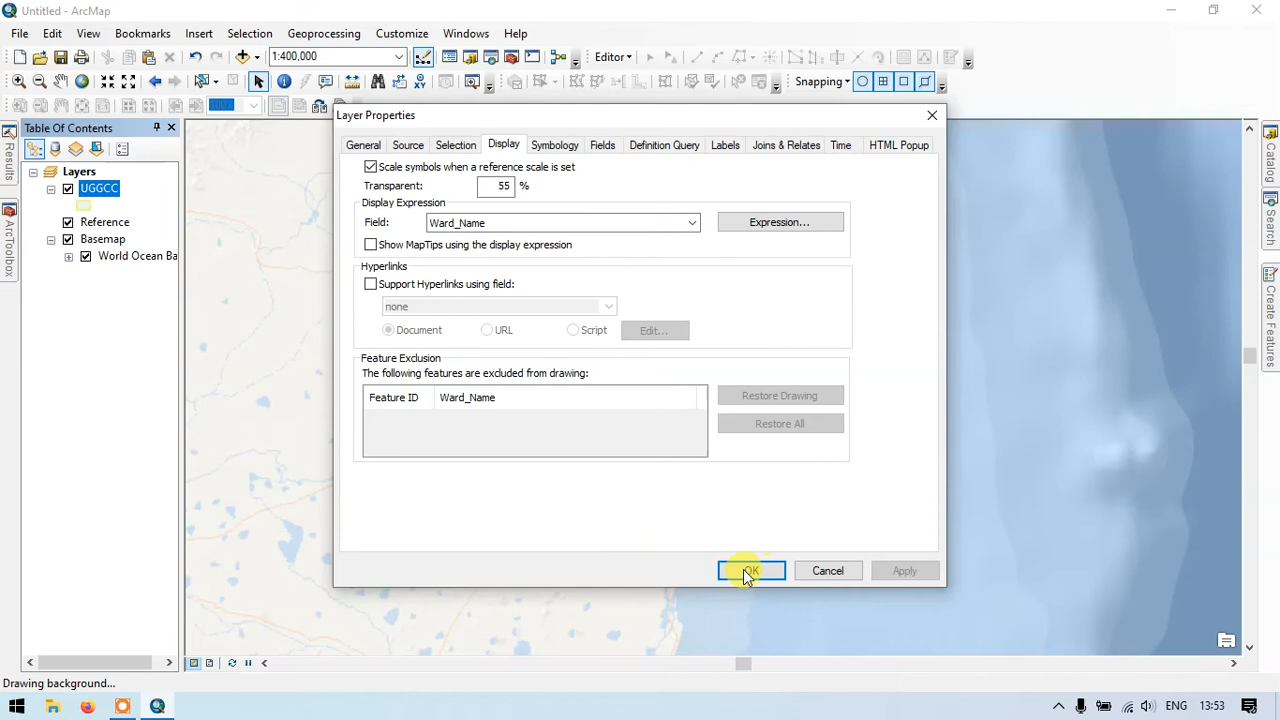 Untitled - ArcMap
File Edit View Bookmarks Insert Selection Geoprocessing Customize Windows Help
1:400,000 Editor
Snapping
100%
Table Of Contents
Layers
UGGCC
Reference
Basemap
World Ocean Ba
Results
ArcToolbox
Layer Properties
General Source Selection Display Symbology Fields Definition Query Labels Joins & Relates Time HTML Popup
Scale symbols when a reference scale is set
Transparent: 55 %
Display Expression
Field: Ward_Name Expression...
Show MapTips using the display expression
Hyperlinks
Support Hyperlinks using field:
none
Document URL Script Edit...
Feature Exclusion
The following features are excluded from drawing:
Feature ID Ward_Name
Restore Drawing
Restore All
OK Cancel Apply
Catalog
Search
Create Features
Drawing background...
ENG 13:53